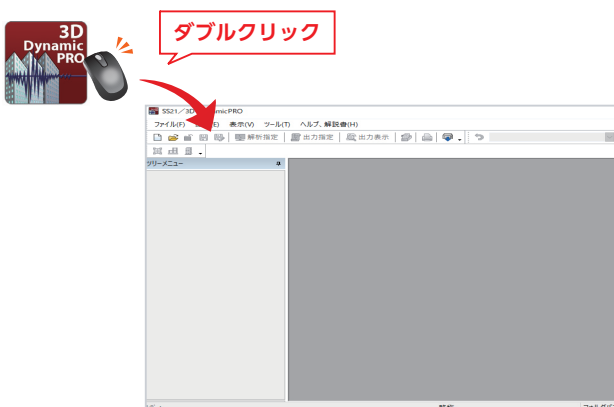 3D
Dynamic
PRO
ダブルクリック
SS21／3D DynamicPRO
ファイル(F) 表示(V) ツール(T) ヘルプ、解説書(H)
解析指定 出力指定 出力表示
ツリーメニュー